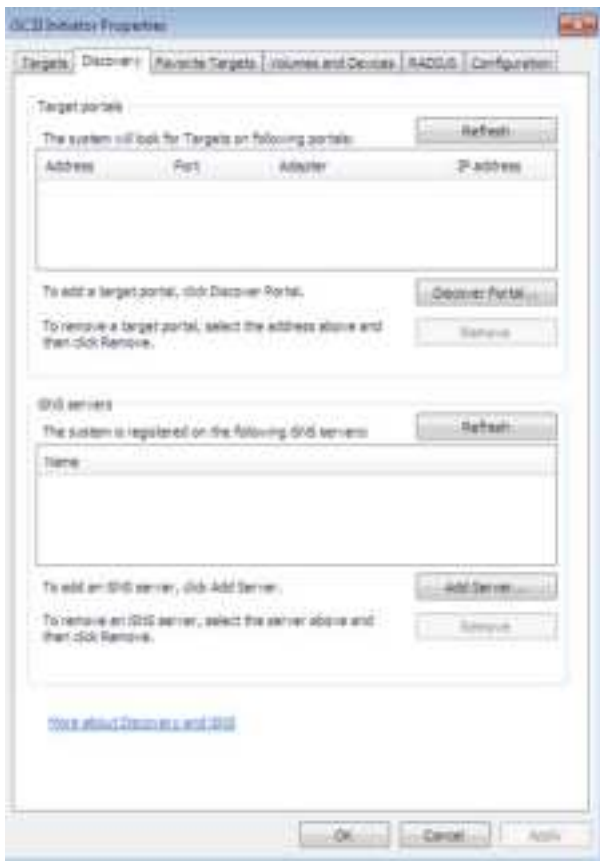 iSCSI Initiator Properties
Targets Discovery Favorite Targets Volumes and Devices RADIUS Configuration
Target portals
The system will look for Targets on following portals:
Refresh
Address Port Adapter IP address
To add a target portal, click Discover Portal.
Discover Portal...
To remove a target portal, select the address above and
then click Remove.
Remove
iSNS servers
The system is registered on the following iSNS servers:
Refresh
Name
To add an iSNS server, click Add Server.
Add Server...
To remove an iSNS server, select the server above and
then click Remove.
Remove
More about Discovery and iSNS
OK Cancel Apply